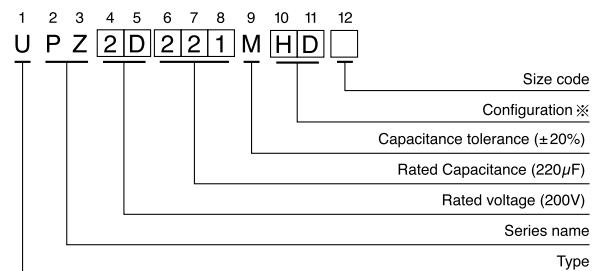 1 2 3 4 5 6 7 8 9 10 11 12
U P Z 2 D 2 2 1 M H D
Size code
Configuration ※
Capacitance tolerance (±20%)
Rated Capacitance (220µF)
Rated voltage (200V)
Series name
Type